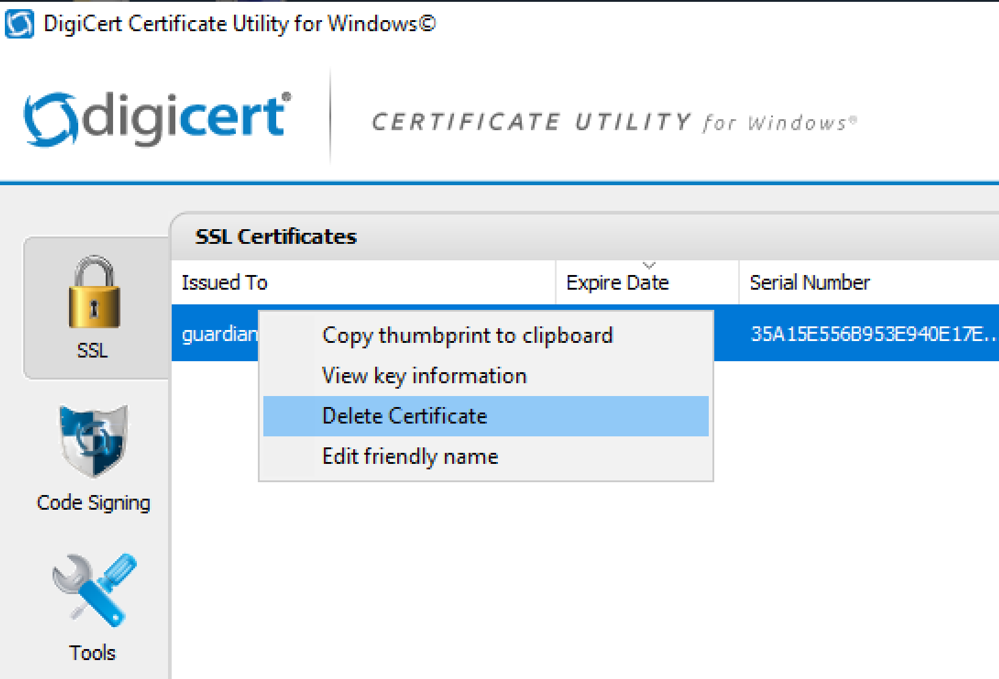 DigiCert Certificate Utility for Windows©
digicert®
CERTIFICATE UTILITY for Windows®
SSL Certificates
Issued To
Expire Date
Serial Number
guardian
35A15E556B953E940E17E...
Copy thumbprint to clipboard
View key information
Delete Certificate
Edit friendly name
SSL
Code Signing
Tools